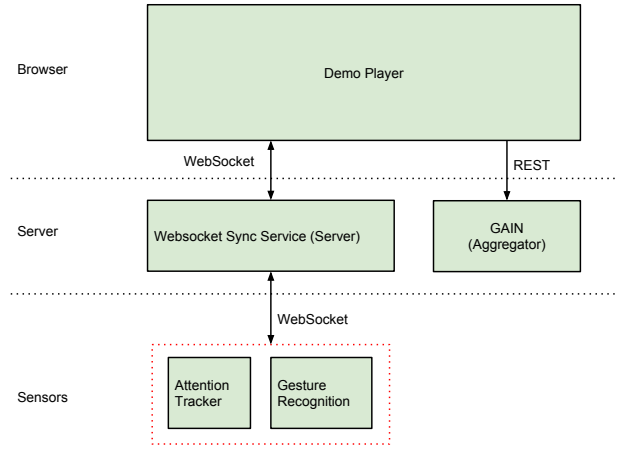 Browser
Demo Player
WebSocket
REST
Server
Websocket Sync Service (Server)
GAIN
(Aggregator)
WebSocket
Sensors
Attention
Tracker
Gesture
Recognition